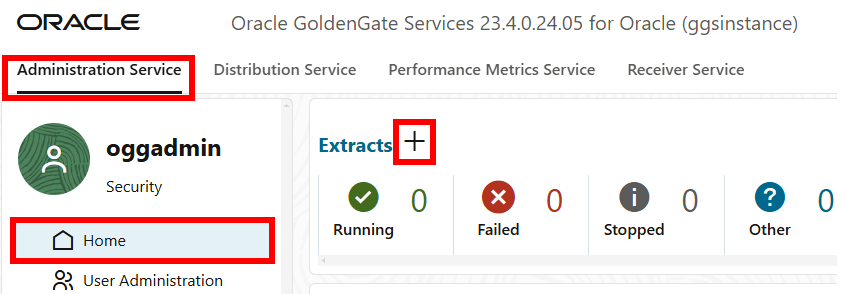 ORACLE Oracle GoldenGate Services 23.4.0.24.05 for Oracle (ggsinstance)
Administration Service Distribution Service Performance Metrics Service Receiver Service
oggadmin
Security
Home
User Administration
Extracts
0 0 0 0
Running Failed Stopped Other